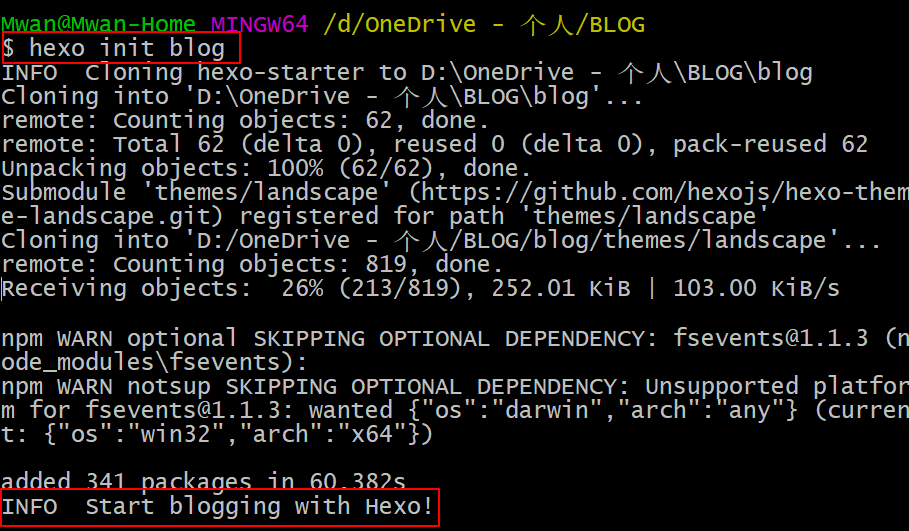 Mwan@Mwan-Home MINGW64 /d/OneDrive - 个人/BLOG
$ hexo init blog
INFO  Cloning hexo-starter to D:\OneDrive - 个人\BLOG\blog
Cloning into 'D:\OneDrive - 个人\BLOG\blog'...
remote: Counting objects: 62, done.
remote: Total 62 (delta 0), reused 0 (delta 0), pack-reused 62
Unpacking objects: 100% (62/62), done.
Submodule 'themes/landscape' (https://github.com/hexojs/hexo-them
e-landscape.git) registered for path 'themes/landscape'
Cloning into 'D:/OneDrive - 个人/BLOG/blog/themes/landscape'...
remote: Counting objects: 819, done.
Receiving objects:  26% (213/819), 252.01 KiB | 103.00 KiB/s
npm WARN optional SKIPPING OPTIONAL DEPENDENCY: fsevents@1.1.3 (n
ode_modules\fsevents):
npm WARN notsup SKIPPING OPTIONAL DEPENDENCY: Unsupported platfor
m for fsevents@1.1.3: wanted {"os":"darwin","arch":"any"} (curren
t: {"os":"win32","arch":"x64"})
added 341 packages in 60.382s
INFO  Start blogging with Hexo!